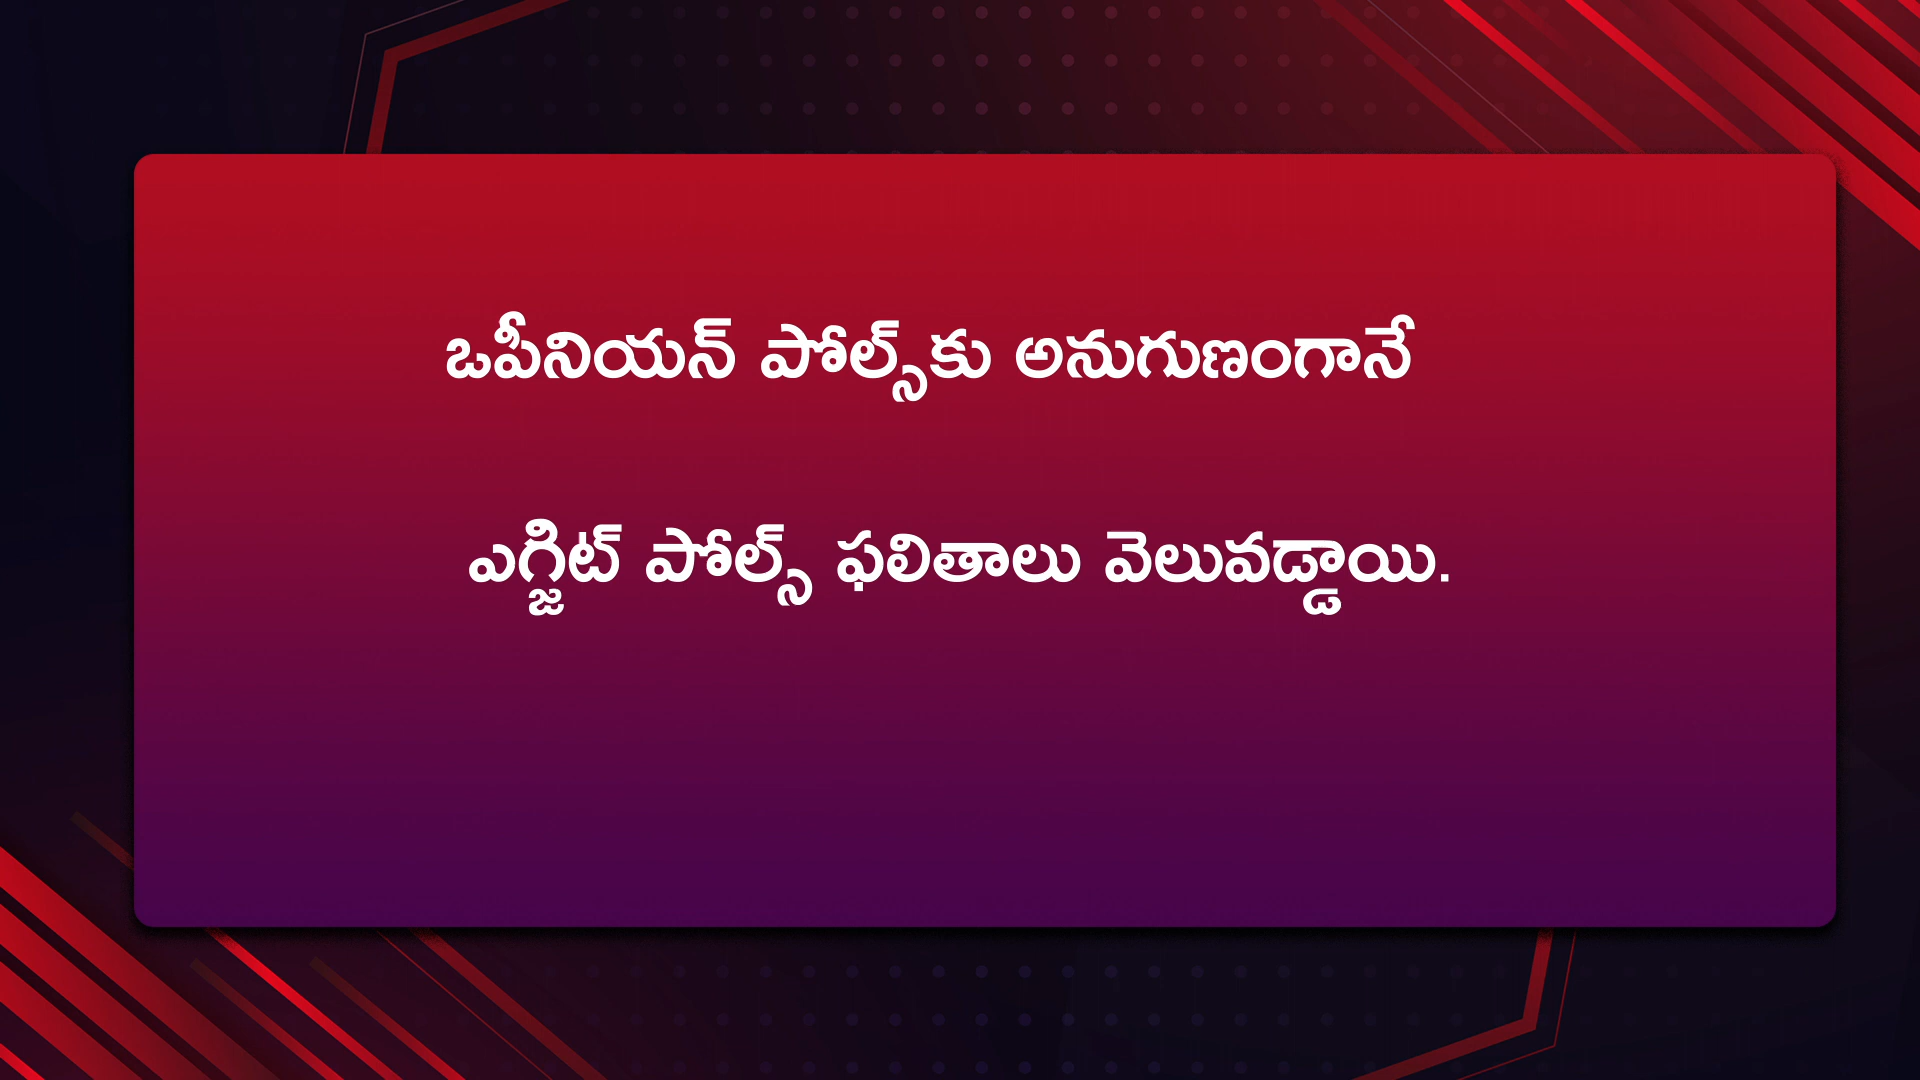 ఒపీనియన్ పోల్స్‌కు అనుగుణంగానే
ఎగ్జిట్ పోల్స్ ఫలితాలు వెలువడ్డాయి.